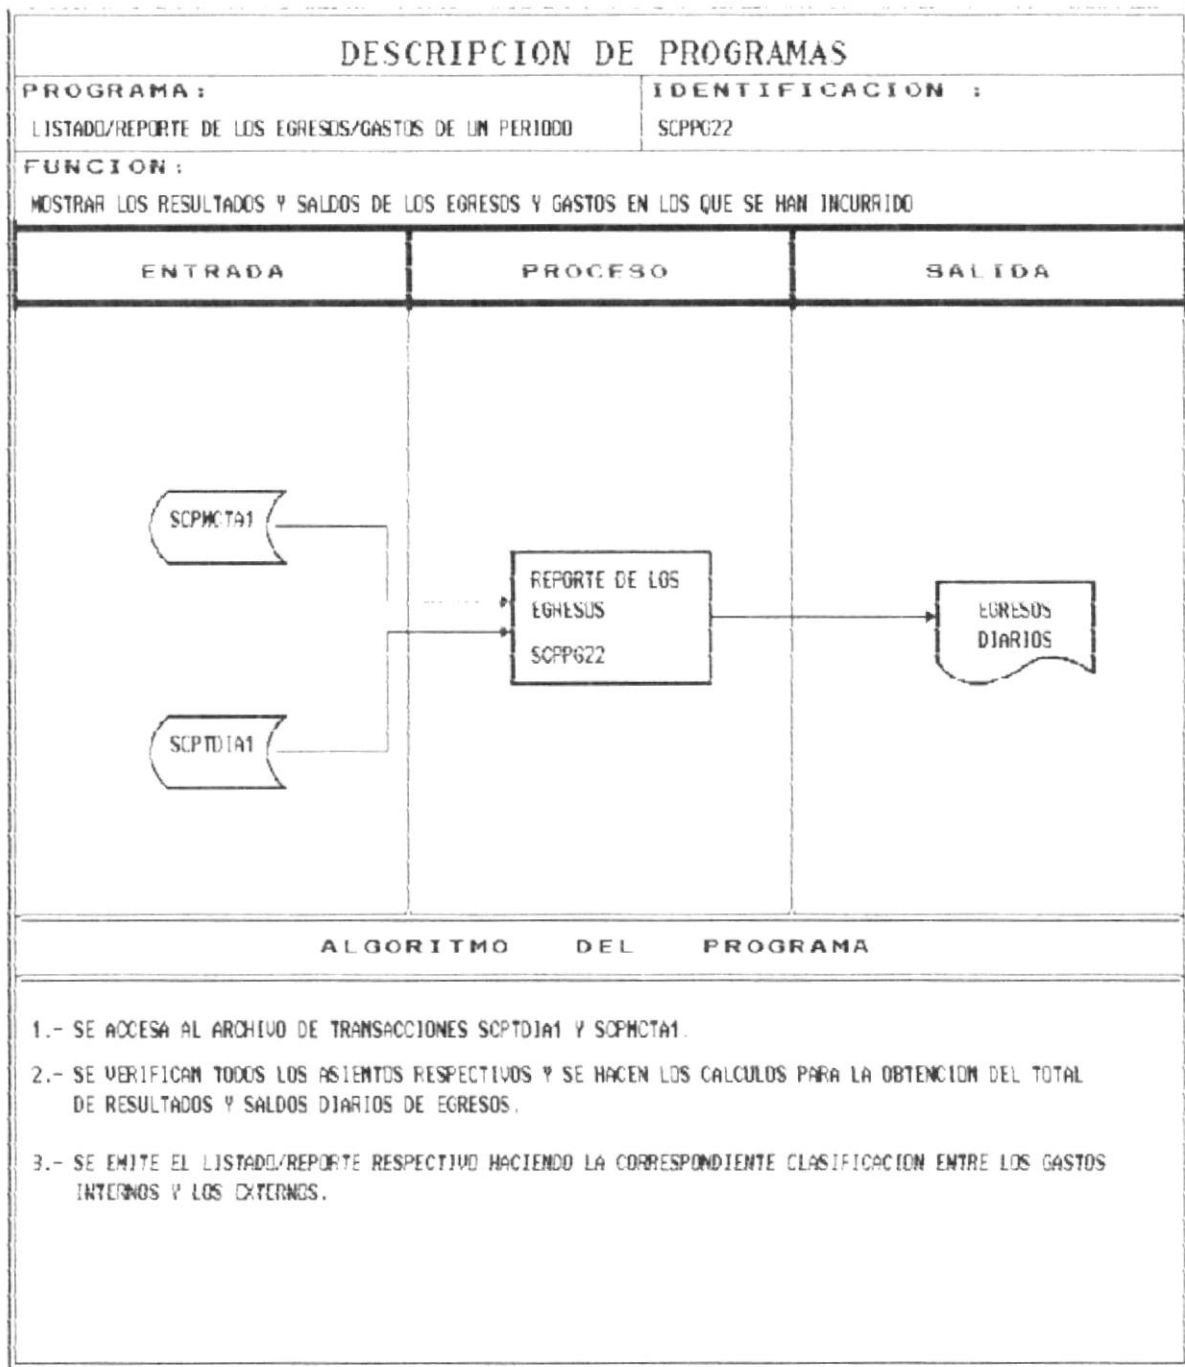 DESCRIPCION DE PROGRAMAS
PROGRAMA:
IDENTIFICACION :
LISTADO/REPORTE DE LOS EGRESOS/GASTOS DE UN PERIODO
SCPPG22
FUNCION:
MOSTRAR LOS RESULTADOS Y SALDOS DE LOS EGRESOS Y GASTOS EN LOS QUE SE HAN INCURRIDO
ENTRADA
PROCESO
SALIDA
SCPMCTA1
REPORTE DE LOS
EGRESOS
SCPPG22
EGRESOS
DIARIOS
SCPTDIA1
ALGORITMO DEL PROGRAMA
1.- SE ACCESA AL ARCHIVO DE TRANSACCIONES SCPTDIA1 Y SCPMCTA1.
2.- SE VERIFICAN TODOS LOS ASIENTOS RESPECTIVOS Y SE HACEN LOS CALCULOS PARA LA OBTENCION DEL TOTAL
DE RESULTADOS Y SALDOS DIARIOS DE EGRESOS.
3.- SE EMITE EL LISTADO/REPORTE RESPECTIVO HACIENDO LA CORRESPONDIENTE CLASIFICACION ENTRE LOS GASTOS
INTERNOS Y LOS EXTERNOS.